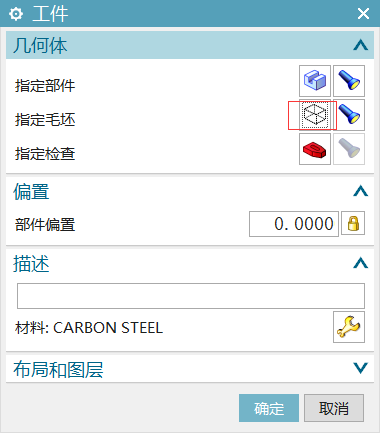 工件
几何体
指定部件
指定毛坯
指定检查
偏置
部件偏置 0.0000
描述
材料: CARBON STEEL
布局和图层
确定 取消